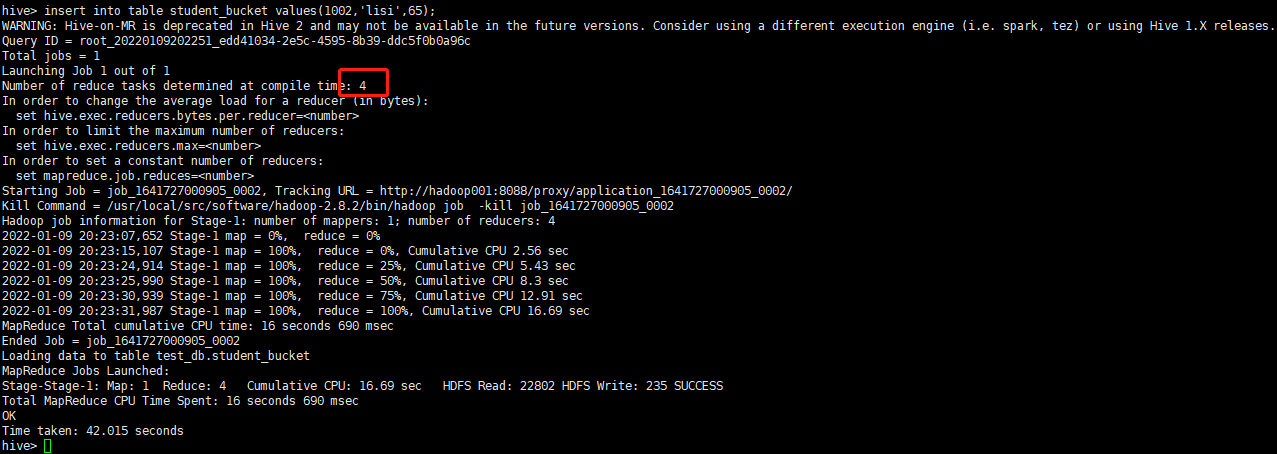 hive> insert into table student_bucket values(1002,'lisi',65);
WARNING: Hive-on-MR is deprecated in Hive 2 and may not be available in the future versions. Consider using a different execution engine (i.e. spark, tez) or using Hive 1.X releases.
Query ID = root_20220109202251_edd41034-2e5c-4595-8b39-ddc5f0b0a96c
Total jobs = 1
Launching Job 1 out of 1
Number of reduce tasks determined at compile time: 4
In order to change the average load for a reducer (in bytes):
  set hive.exec.reducers.bytes.per.reducer=<number>
In order to limit the maximum number of reducers:
  set hive.exec.reducers.max=<number>
In order to set a constant number of reducers:
  set mapreduce.job.reduces=<number>
Starting Job = job_1641727000905_0002, Tracking URL = http://hadoop001:8088/proxy/application_1641727000905_0002/
Kill Command = /usr/local/src/software/hadoop-2.8.2/bin/hadoop job  -kill job_1641727000905_0002
Hadoop job information for Stage-1: number of mappers: 1; number of reducers: 4
2022-01-09 20:23:07,652 Stage-1 map = 0%,  reduce = 0%
2022-01-09 20:23:15,107 Stage-1 map = 100%,  reduce = 0%, Cumulative CPU 2.56 sec
2022-01-09 20:23:24,914 Stage-1 map = 100%,  reduce = 25%, Cumulative CPU 5.43 sec
2022-01-09 20:23:25,990 Stage-1 map = 100%,  reduce = 50%, Cumulative CPU 8.3 sec
2022-01-09 20:23:30,939 Stage-1 map = 100%,  reduce = 75%, Cumulative CPU 12.91 sec
2022-01-09 20:23:31,987 Stage-1 map = 100%,  reduce = 100%, Cumulative CPU 16.69 sec
MapReduce Total cumulative CPU time: 16 seconds 690 msec
Ended Job = job_1641727000905_0002
Loading data to table test_db.student_bucket
MapReduce Jobs Launched:
Stage-Stage-1: Map: 1  Reduce: 4   Cumulative CPU: 16.69 sec   HDFS Read: 22802 HDFS Write: 235 SUCCESS
Total MapReduce CPU Time Spent: 16 seconds 690 msec
OK
Time taken: 42.015 seconds
hive>